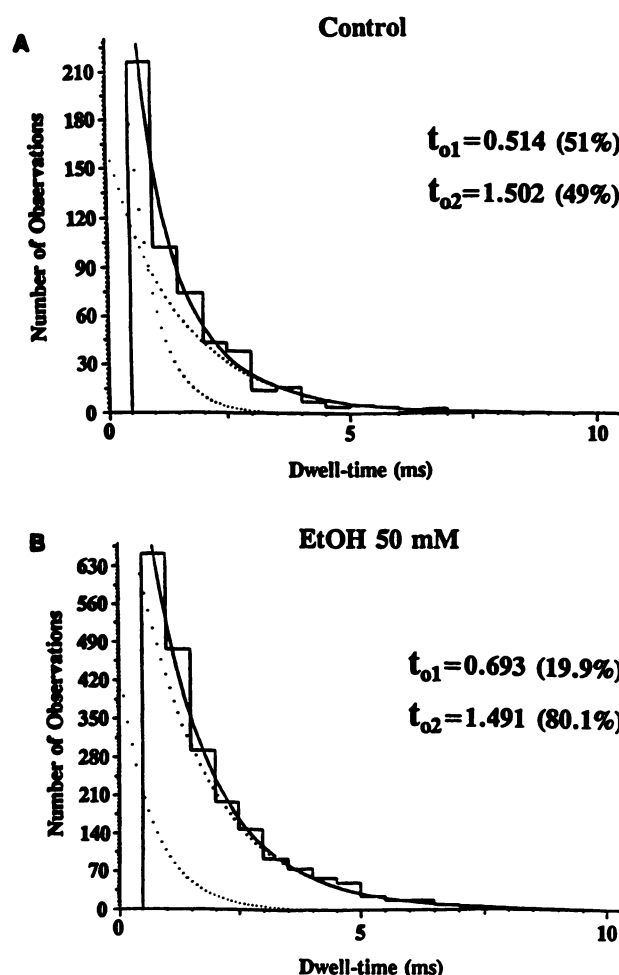 A
Control
Number of Observations
210
180
150
120
90
60
30
0
t_o1=0.514 (51%)
t_o2=1.502 (49%)
0
5
10
Dwell-time (ms)
B
EtOH 50 mM
Number of Observations
630
560
490
420
350
280
210
140
70
0
t_o1=0.693 (19.9%)
t_o2=1.491 (80.1%)
0
5
10
Dwell-time (ms)